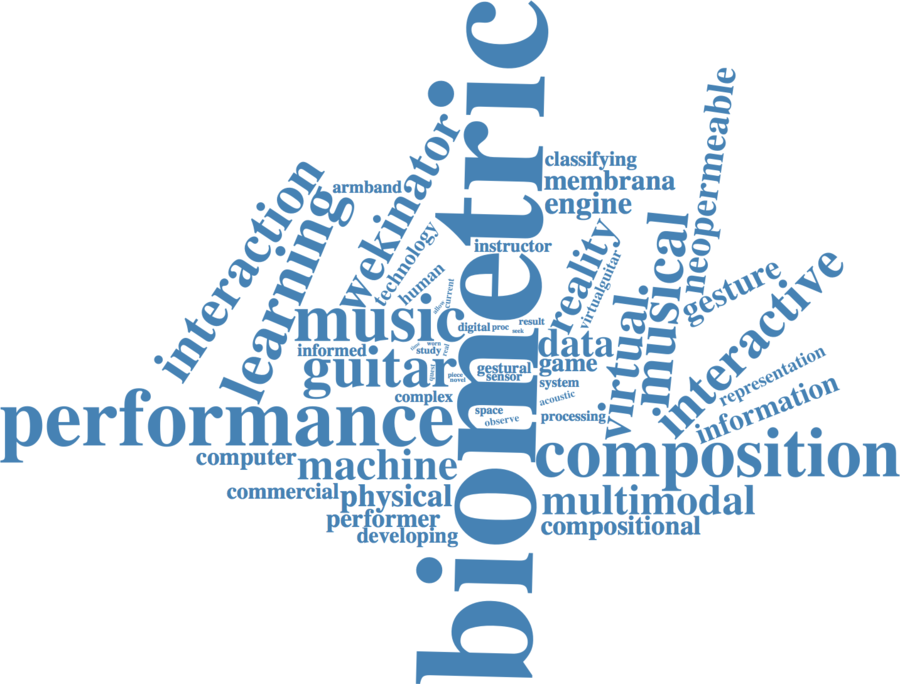 biometric
neopermeable
wekinator
classifying
membrana
engine
armband
interaction
learning
technology
human
instructor
reality
virtualguitar
musical
gesture
interactive
current
music
digital
proc
result
seek
virtual
data
informed
study
guitar
gestural
sensor
game
system
piece
novel
acoustic
complex
space
observe
processing
representation
information
performance
composition
computer
machine
commercial
physical
multimodal
performer
compositional
developing